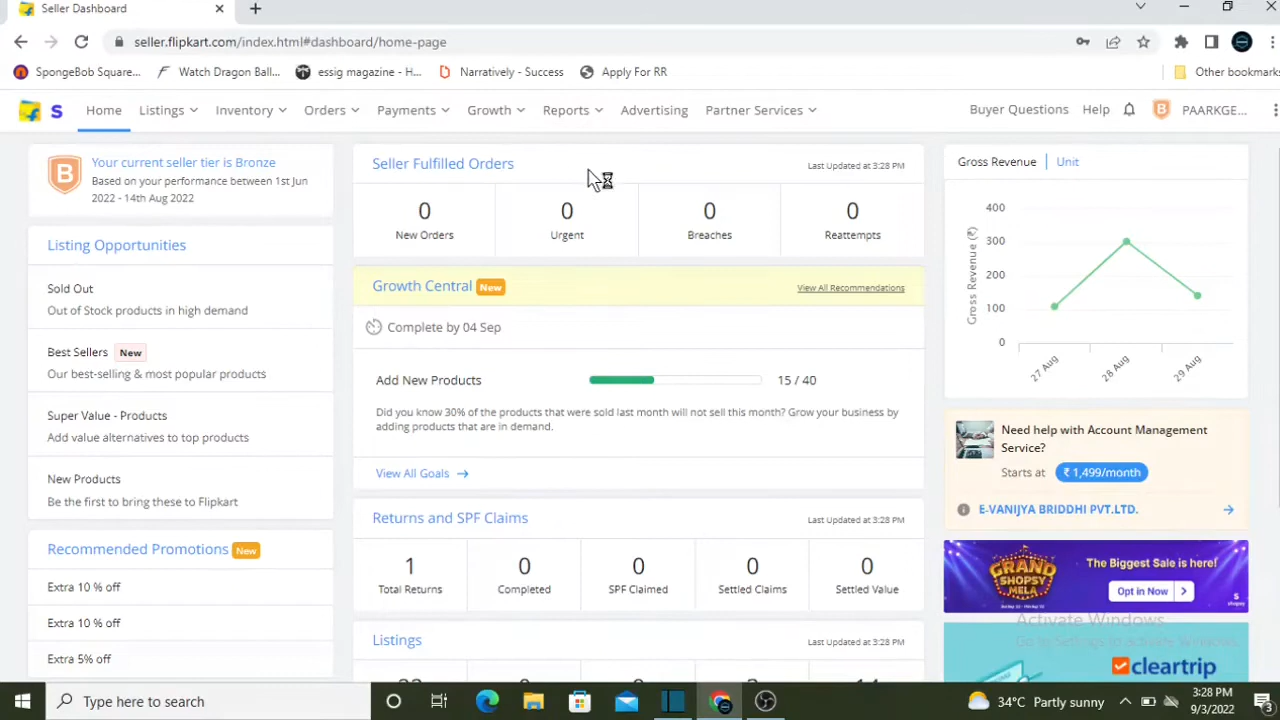 Seller Dashboard
seller.flipkart.com/index.html#dashboard/home-page
SpongeBob Square... Watch Dragon Ball... essig magazine - H... Narratively - Success Apply For RR Other bookmarks
S Home Listings Inventory Orders Payments Growth Reports Advertising Partner Services Buyer Questions Help B PAARKGE...
B
Your current seller tier is Bronze
Based on your performance between 1st Jun
2022 - 14th Aug 2022
Listing Opportunities
Sold Out
Out of Stock products in high demand
Best Sellers New
Our best-selling & most popular products
Super Value - Products
Add value alternatives to top products
New Products
Be the first to bring these to Flipkart
Recommended Promotions New
Extra 10 % off
Extra 10 % off
Extra 5% off
Seller Fulfilled Orders Last Updated at 3:28 PM
0 0 0 0
New Orders Urgent Breaches Reattempts
Growth Central New View All Recommendations
Complete by 04 Sep
Add New Products 15 / 40
Did you know 30% of the products that were sold last month will not sell this month? Grow your business by
adding products that are in demand.
View All Goals
Returns and SPF Claims Last Updated at 3:28 PM
1 0 0 0 0
Total Returns Completed SPF Claimed Settled Claims Settled Value
Listings Last Updated at 3:28 PM
Gross Revenue Unit
Gross Revenue (₹)
400
300
200
100
0
27 Aug 28 Aug 29 Aug
Need help with Account Management
Service?
Starts at ₹ 1,499/month
E-VANIJYA BRIDDHI PVT.LTD.
GRAND
SHOPSY
MELA
The Biggest Sale is here!
Opt in Now
shopsy
Activate Windows
Go to Settings to activate Windows.
cleartrip
Type here to search
34°C Partly sunny
3:28 PM
9/3/2022
3